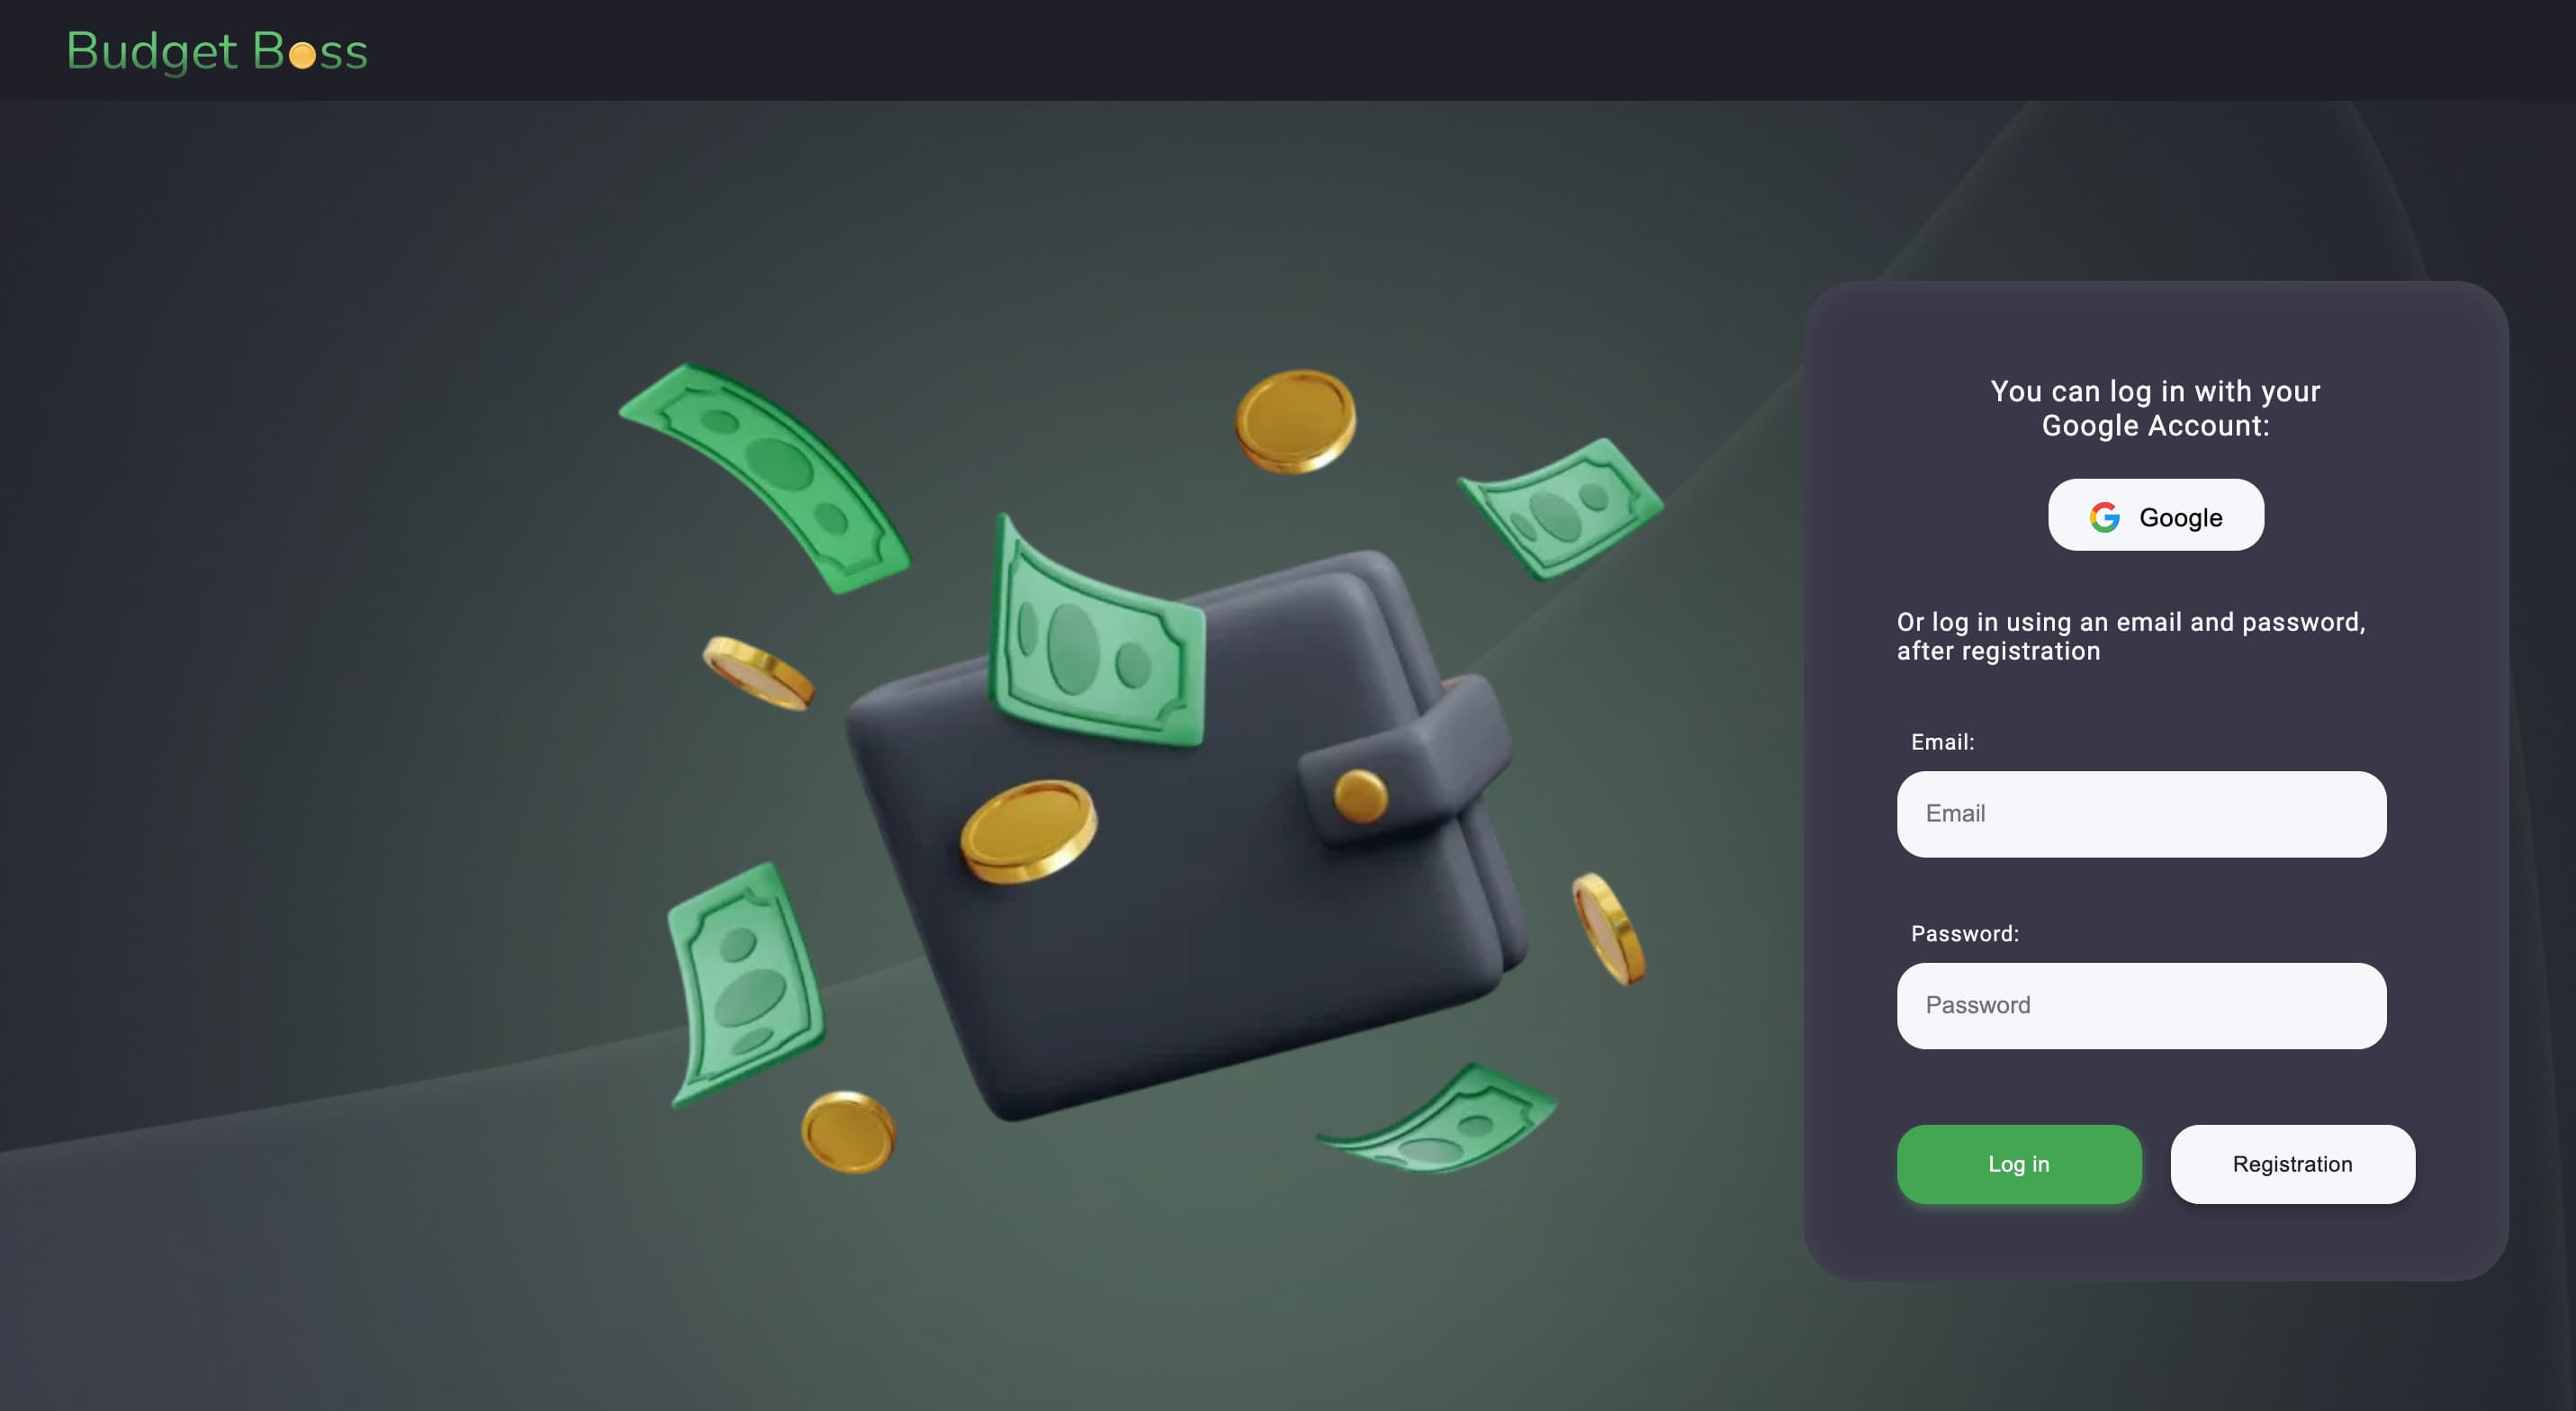 Budget Boss
You can log in with your
Google Account:
Google
Or log in using an email and password,
after registration
Email:
Email
Password:
Password
Log in
Registration